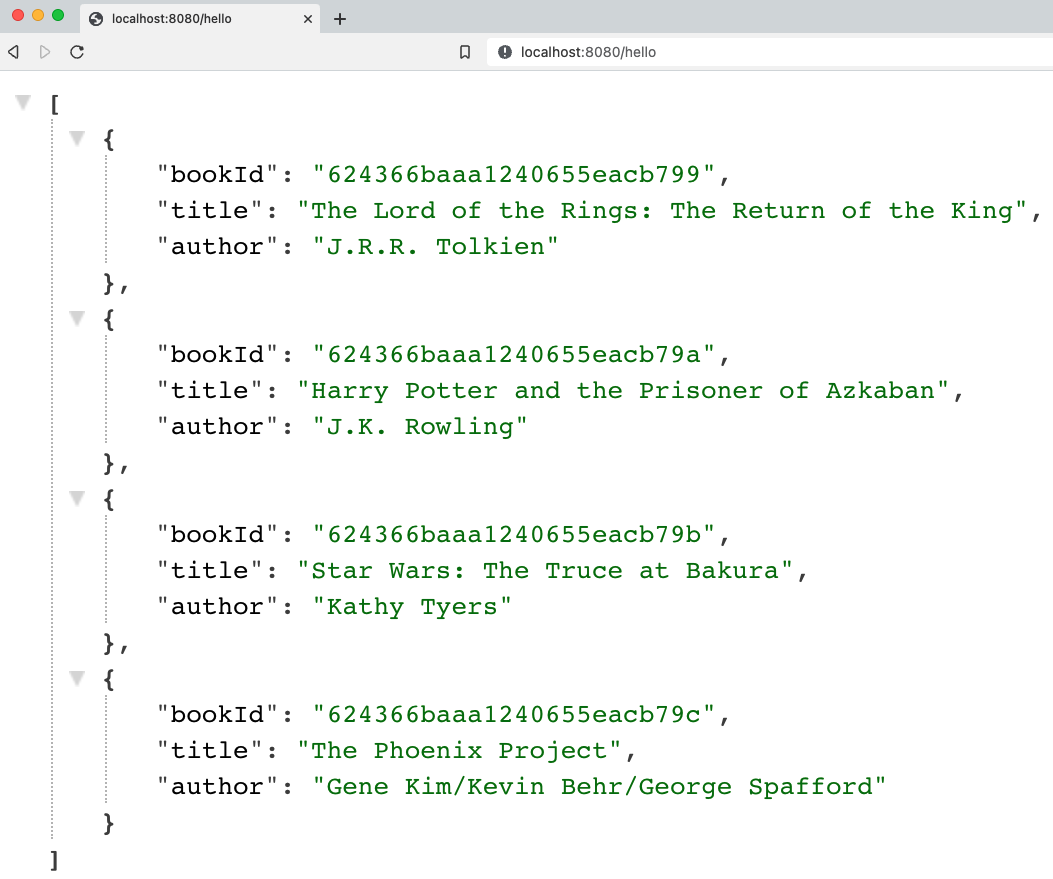 localhost:8080/hello
localhost:8080/hello
[
{
"bookId": "624366baaa1240655eacb799",
"title": "The Lord of the Rings: The Return of the King",
"author": "J.R.R. Tolkien"
},
{
"bookId": "624366baaa1240655eacb79a",
"title": "Harry Potter and the Prisoner of Azkaban",
"author": "J.K. Rowling"
},
{
"bookId": "624366baaa1240655eacb79b",
"title": "Star Wars: The Truce at Bakura",
"author": "Kathy Tyers"
},
{
"bookId": "624366baaa1240655eacb79c",
"title": "The Phoenix Project",
"author": "Gene Kim/Kevin Behr/George Spafford"
}
]